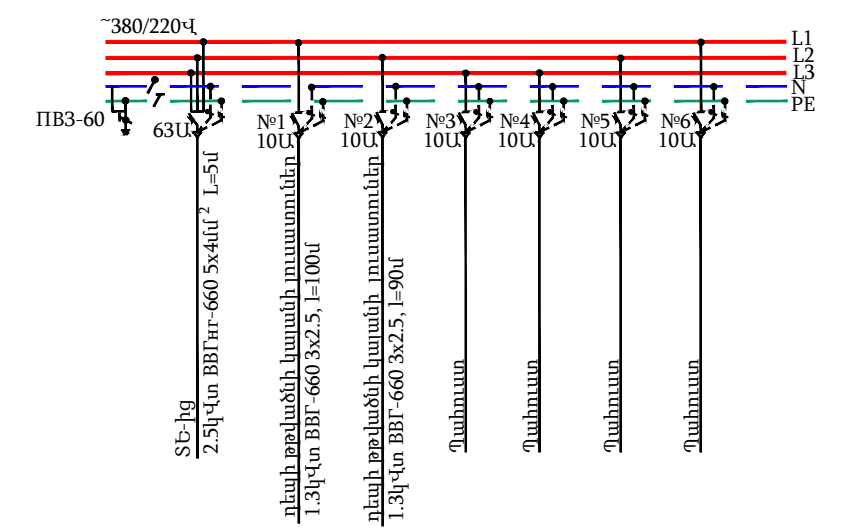 ~380/220Վ
L1
L2
L3
N
PE
ПВЗ-60
63Ա
№1
10Ա
№2
10Ա
№3
10Ա
№4
10Ա
№5
10Ա
№6
10Ա
ՏԵ-ից
2.5կՎտ ВВГнг-660 5x4մմ² L=5մ
դեպի թթվածնի կայանի լուսատուներ
1.3կՎտ ВВГ-660 3x2.5, l=100մ
դեպի թթվածնի կայանի լուսատուներ
1.3կՎտ ВВГ-660 3x2.5, l=90մ
Պահուստ
Պահուստ
Պահուստ
Պահուստ